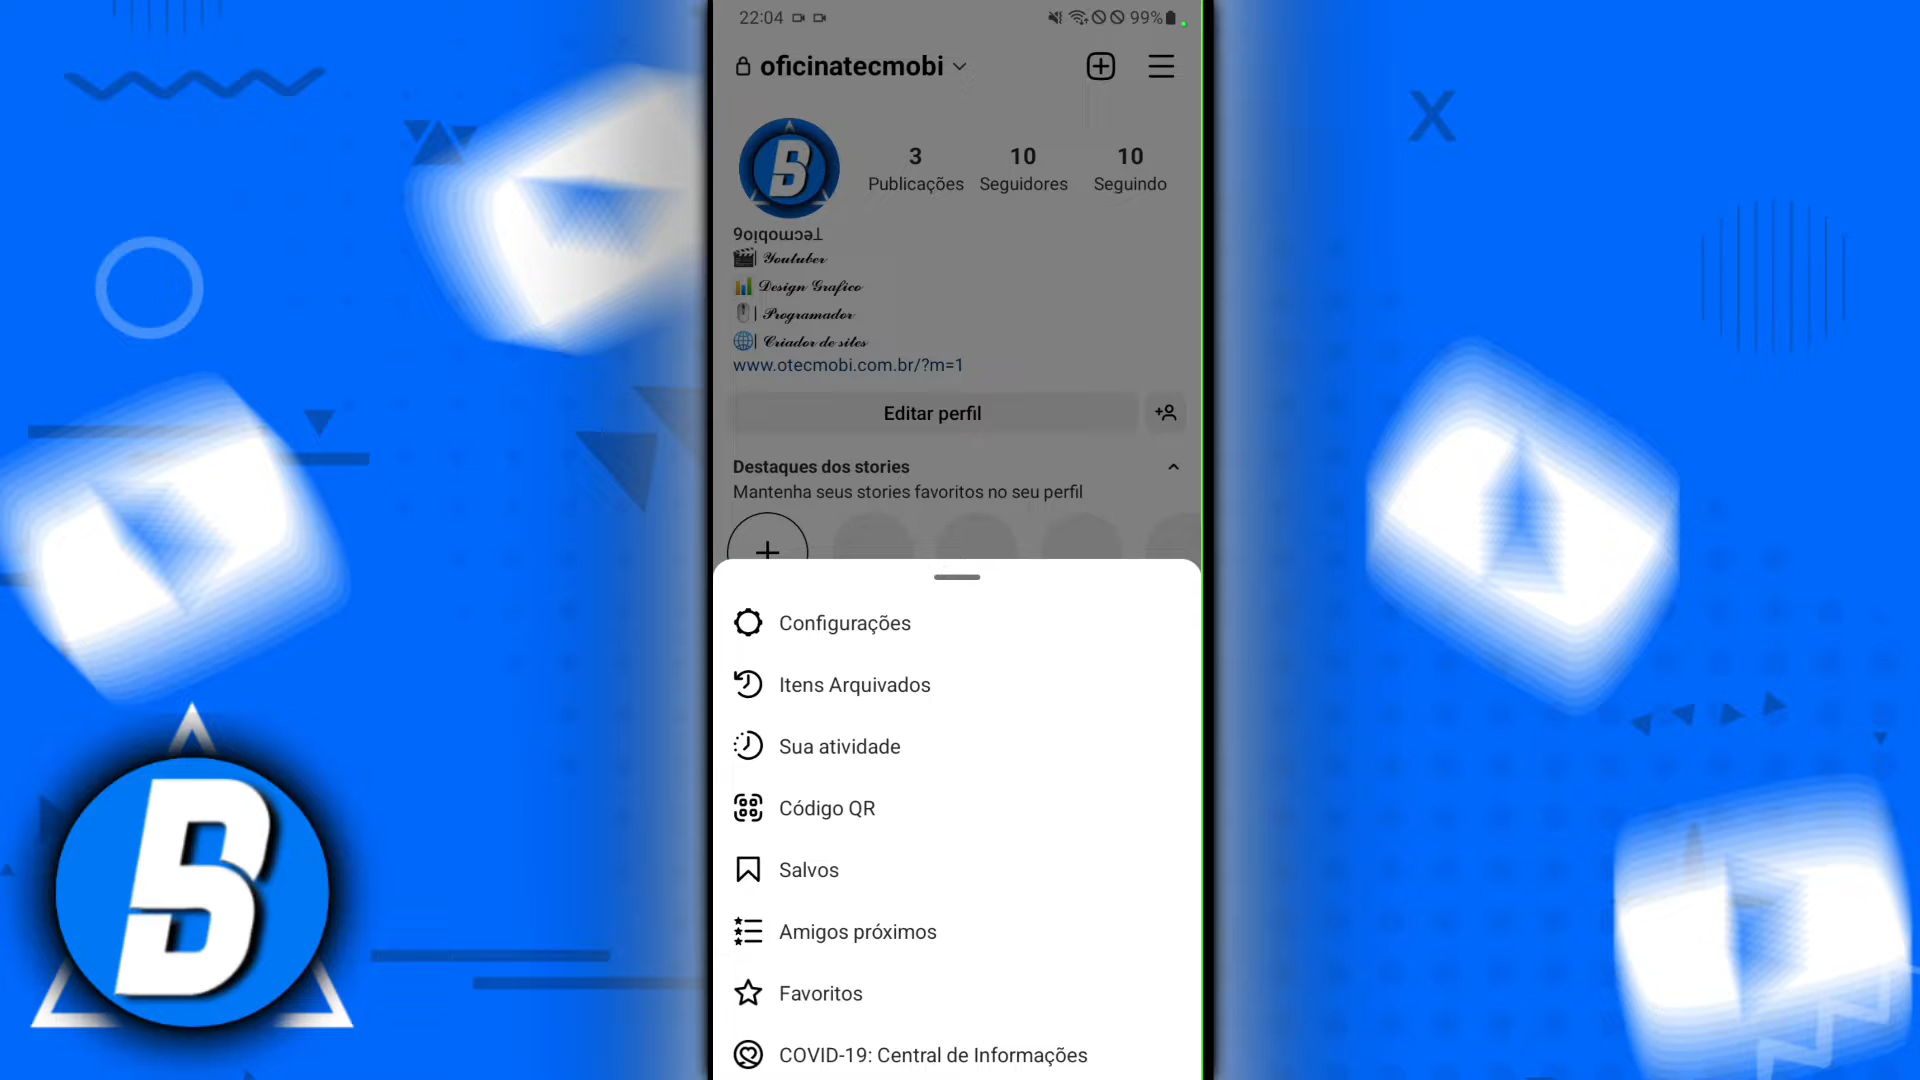 22:04
99%
oficinatecmobi
3
10
10
Publicações
Seguidores
Seguindo
Tecmobio6
| Youtuber
Design Grafico
| Programador
| Criador de sites
www.otecmobi.com.br/?m=1
Editar perfil
Destaques dos stories
Mantenha seus stories favoritos no seu perfil
Configurações
Itens Arquivados
Sua atividade
Código QR
Salvos
Amigos próximos
Favoritos
COVID-19: Central de Informações